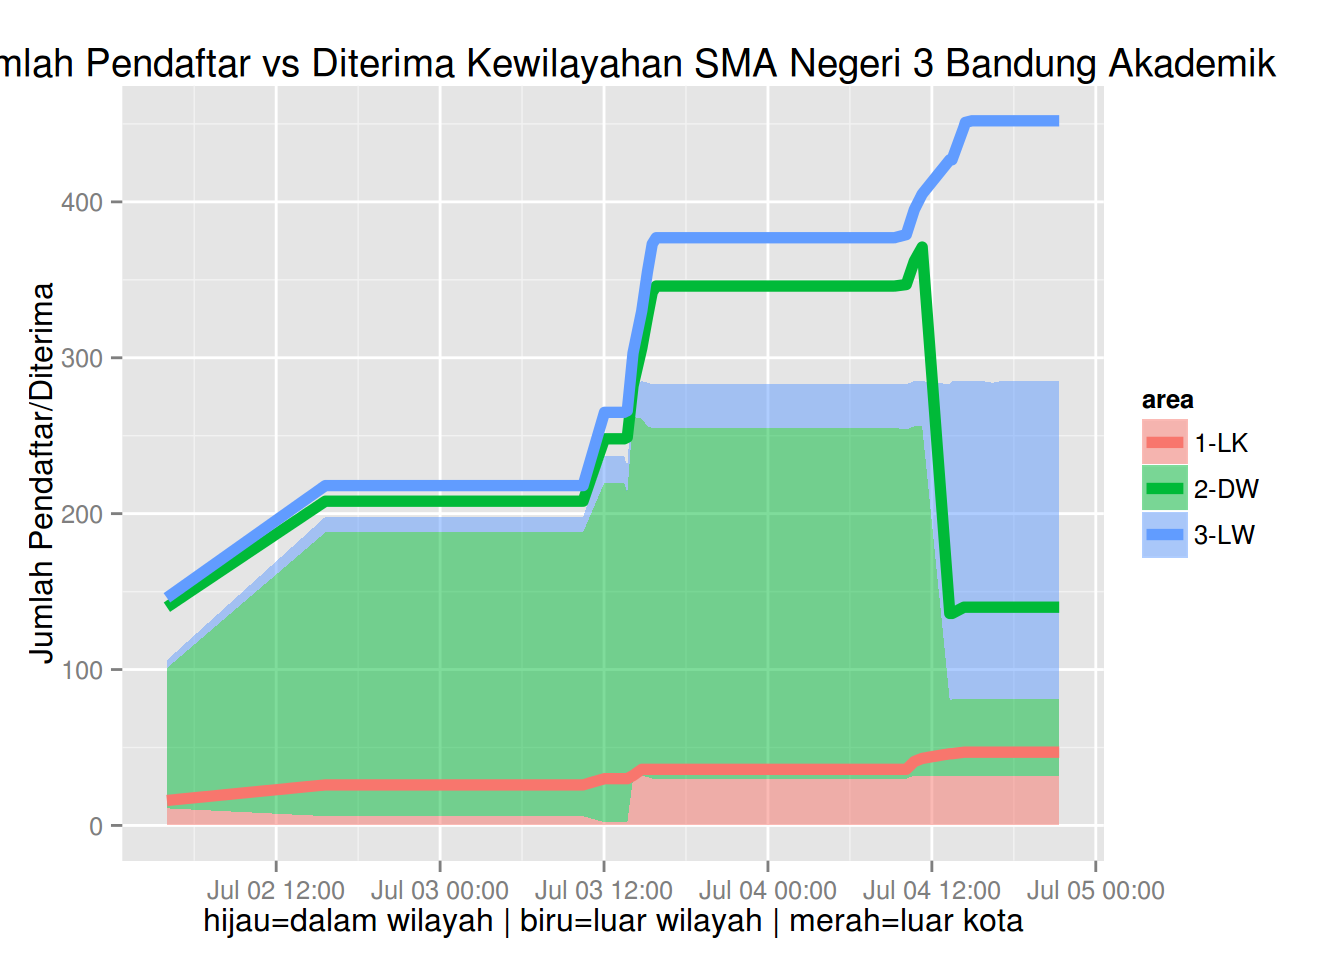 mlah Pendaftar vs Diterima Kewilayahan SMA Negeri 3 Bandung Akademik
Jumlah Pendaftar/Diterima
400
300
200
100
0
Jul 02 12:00 Jul 03 00:00 Jul 03 12:00 Jul 04 00:00 Jul 04 12:00 Jul 05 00:00
hijau=dalam wilayah | biru=luar wilayah | merah=luar kota
area
1-LK
2-DW
3-LW